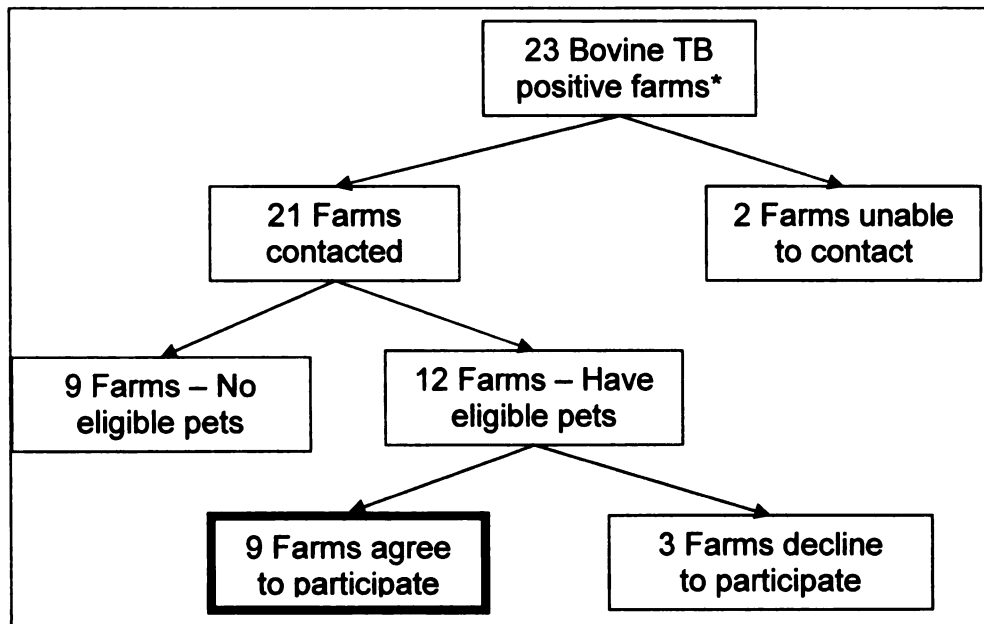 23 Bovine TB
positive farms*
21 Farms
contacted
2 Farms unable
to contact
9 Farms – No
eligible pets
12 Farms – Have
eligible pets
9 Farms agree
to participate
3 Farms decline
to participate